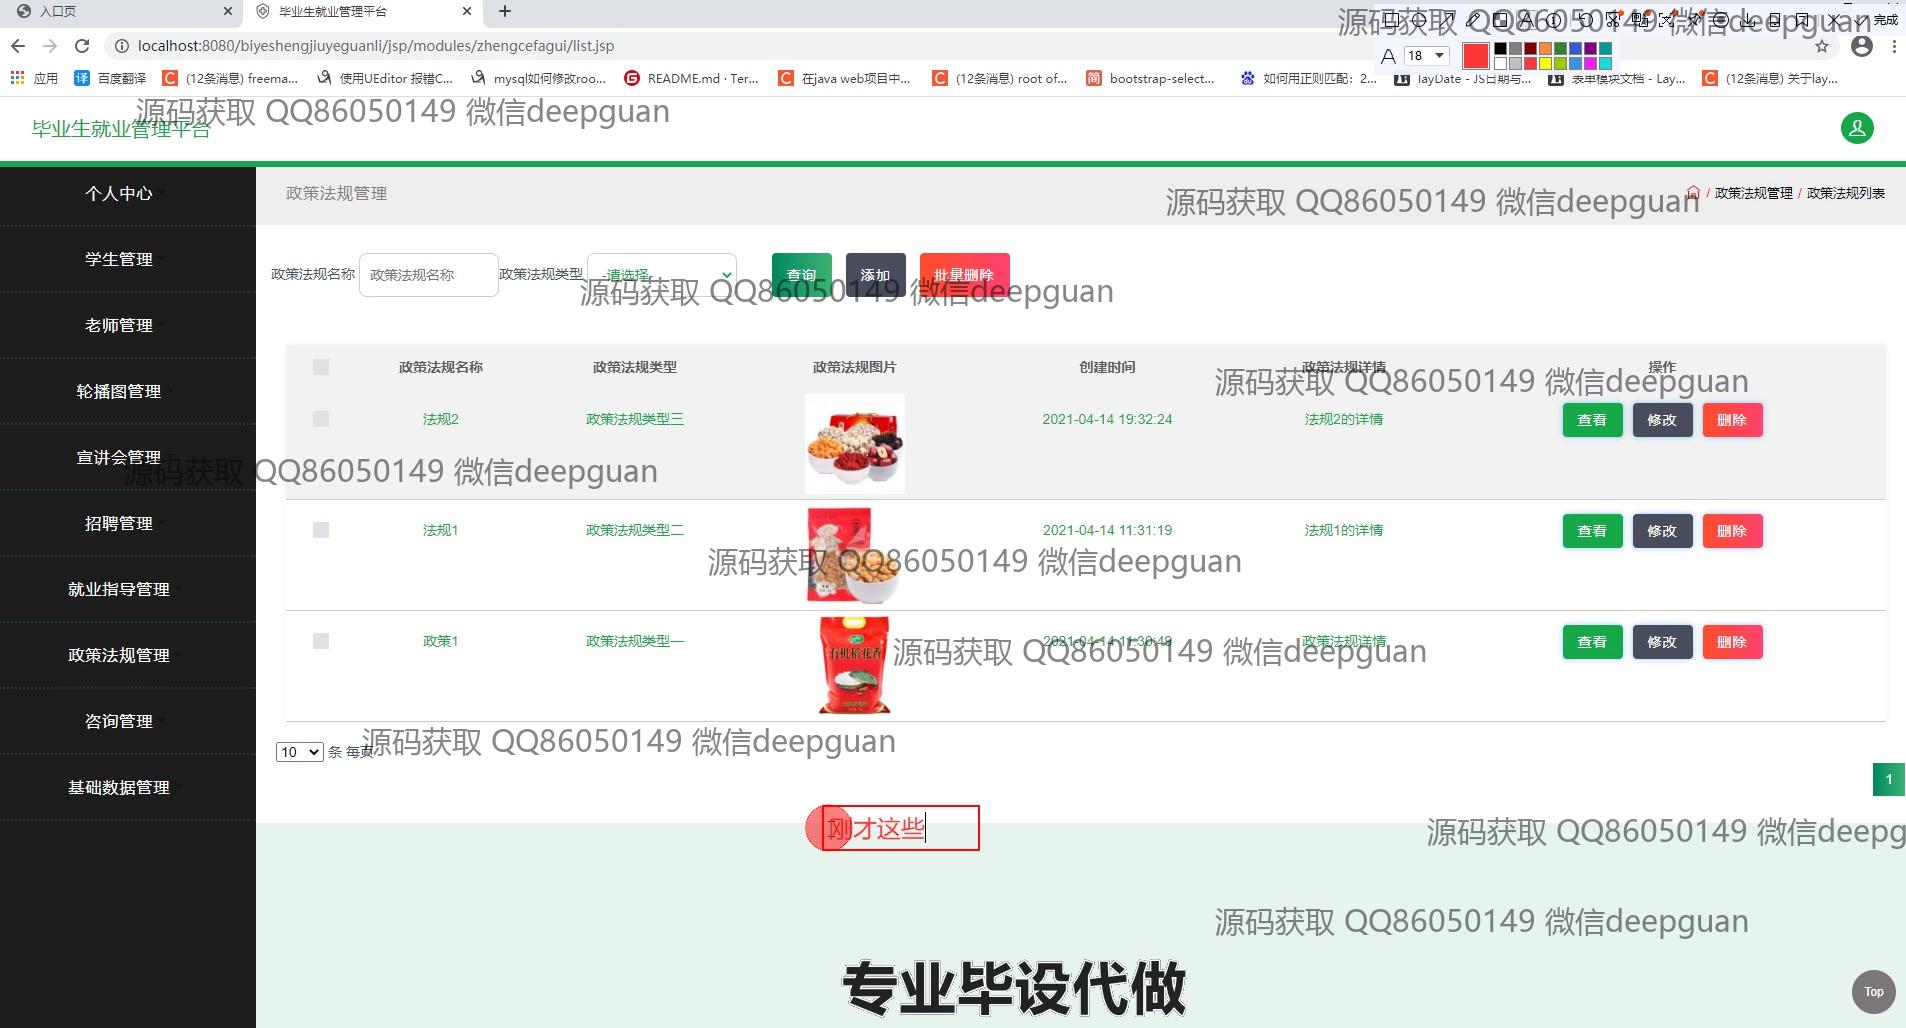 入口页
毕业生就业管理平台
源码获取 QQ86050149 微信deepguan
完成
localhost:8080/biyeshengjiuyeguanli/jsp/modules/zhengcefagui/list.jsp
A 18
应用 百度翻译 (12条消息) freema... 使用UEditor 报错C... mysql如何修改roo... README.md · Ter... 在java web项目中... (12条消息) root of... bootstrap-select... 如何用正则匹配：2... layDate - JS日期与... 表单模块文档 - Lay... (12条消息) 关于lay...
源码获取 QQ86050149 微信deepguan
毕业生就业管理平台
个人中心
学生管理
老师管理
轮播图管理
宣讲会管理
招聘管理
就业指导管理
政策法规管理
咨询管理
基础数据管理
政策法规管理
源码获取 QQ86050149 微信deepguan
/ 政策法规管理 / 政策法规列表
政策法规名称 政策法规名称 政策法规类型 -请选择- 查询 添加 批量删除
源码获取 QQ86050149 微信deepguan
政策法规名称 政策法规类型 政策法规图片 创建时间 政策法规详情 操作
源码获取 QQ86050149 微信deepguan
法规2 政策法规类型三 2021-04-14 19:32:24 法规2的详情 查看 修改 删除
源码获取 QQ86050149 微信deepguan
法规1 政策法规类型二 2021-04-14 11:31:19 法规1的详情 查看 修改 删除
源码获取 QQ86050149 微信deepguan
政策1 政策法规类型一 2021-04-14 11:30:49 政策法规详情 查看 修改 删除
有机稻花香
源码获取 QQ86050149 微信deepguan
10 条 每页
源码获取 QQ86050149 微信deepguan
1
刚才这些
源码获取 QQ86050149 微信deepg
源码获取 QQ86050149 微信deepguan
专业毕设代做
Top